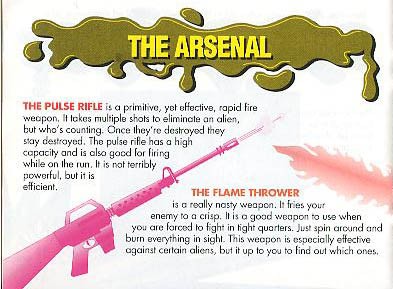 THE ARSENAL
THE PULSE RIFLE is a primitive, yet effective, rapid fire
weapon. It takes multiple shots to eliminate an alien,
but who's counting. Once they're destroyed they
stay destroyed. The pulse rifle has a high
capacity and is also good for firing
while on the run. It is not terribly
powerful, but it is
efficient.
THE FLAME THROWER
is a really nasty weapon. It fries your
enemy to a crisp. It is a good weapon to use when
you are forced to fight in tight quarters. Just spin around and
burn everything in sight. This weapon is especially effective
against certain aliens, but it up to you to find out which ones.